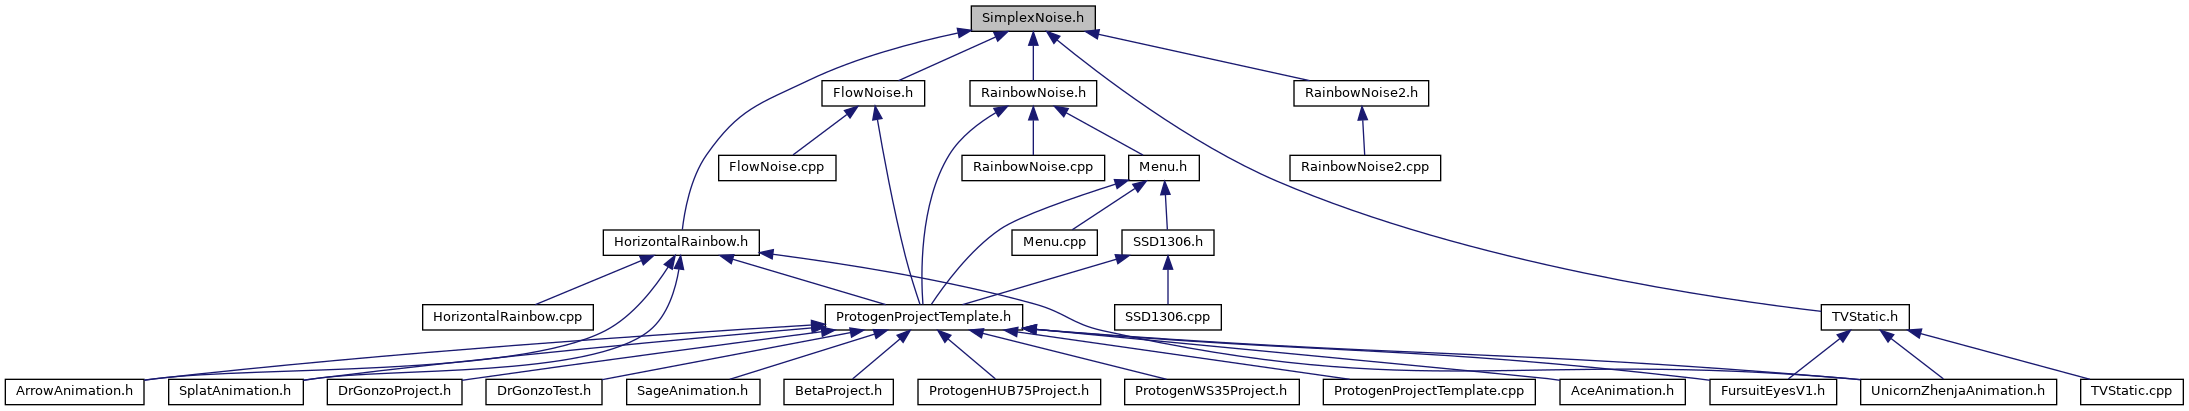 SimplexNoise.h
FlowNoise.h
RainbowNoise.h
RainbowNoise2.h
FlowNoise.cpp
RainbowNoise.cpp
Menu.h
RainbowNoise2.cpp
HorizontalRainbow.h
Menu.cpp
SSD1306.h
HorizontalRainbow.cpp
ProtogenProjectTemplate.h
SSD1306.cpp
TVStatic.h
ArrowAnimation.h
SplatAnimation.h
DrGonzoProject.h
DrGonzoTest.h
SageAnimation.h
BetaProject.h
ProtogenHUB75Project.h
ProtogenWS35Project.h
ProtogenProjectTemplate.cpp
AceAnimation.h
FursuitEyesV1.h
UnicornZhenjaAnimation.h
TVStatic.cpp